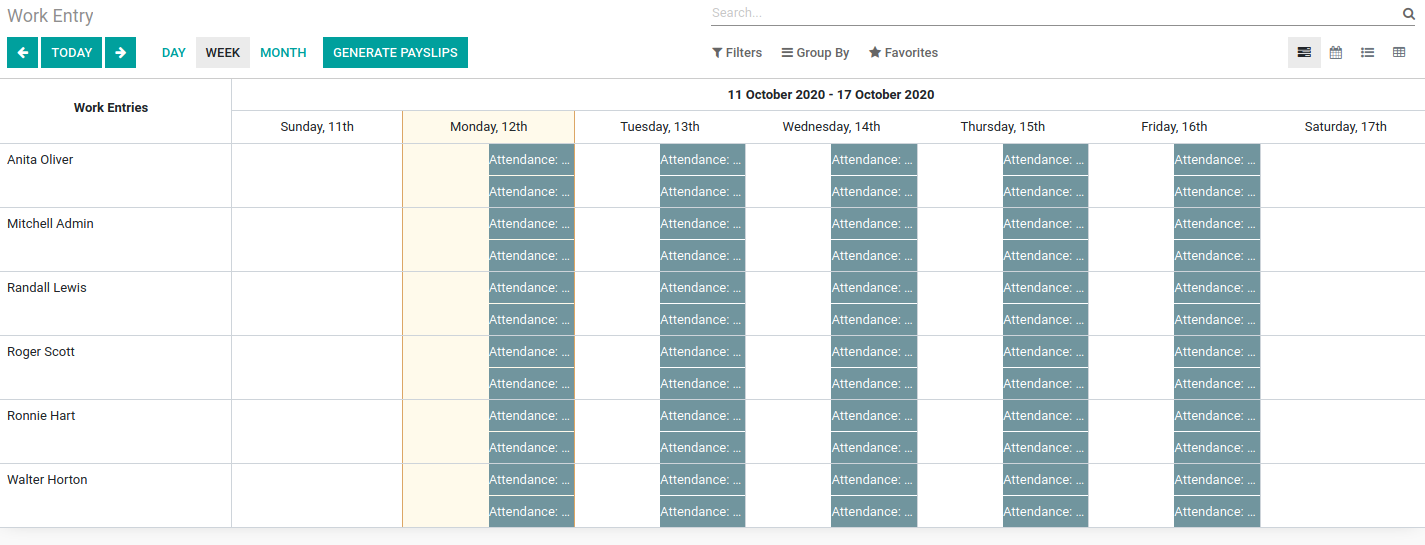 Work Entry
Search...
TODAY DAY WEEK MONTH GENERATE PAYSLIPS Filters Group By Favorites
Work Entries
11 October 2020 - 17 October 2020
Sunday, 11th Monday, 12th Tuesday, 13th Wednesday, 14th Thursday, 15th Friday, 16th Saturday, 17th
Anita Oliver Attendance: ... Attendance: ... Attendance: ... Attendance: ... Attendance: ...
Attendance: ... Attendance: ... Attendance: ... Attendance: ... Attendance: ...
Mitchell Admin Attendance: ... Attendance: ... Attendance: ... Attendance: ... Attendance: ...
Attendance: ... Attendance: ... Attendance: ... Attendance: ... Attendance: ...
Randall Lewis Attendance: ... Attendance: ... Attendance: ... Attendance: ... Attendance: ...
Attendance: ... Attendance: ... Attendance: ... Attendance: ... Attendance: ...
Roger Scott Attendance: ... Attendance: ... Attendance: ... Attendance: ... Attendance: ...
Attendance: ... Attendance: ... Attendance: ... Attendance: ... Attendance: ...
Ronnie Hart Attendance: ... Attendance: ... Attendance: ... Attendance: ... Attendance: ...
Attendance: ... Attendance: ... Attendance: ... Attendance: ... Attendance: ...
Walter Horton Attendance: ... Attendance: ... Attendance: ... Attendance: ... Attendance: ...
Attendance: ... Attendance: ... Attendance: ... Attendance: ... Attendance: ...